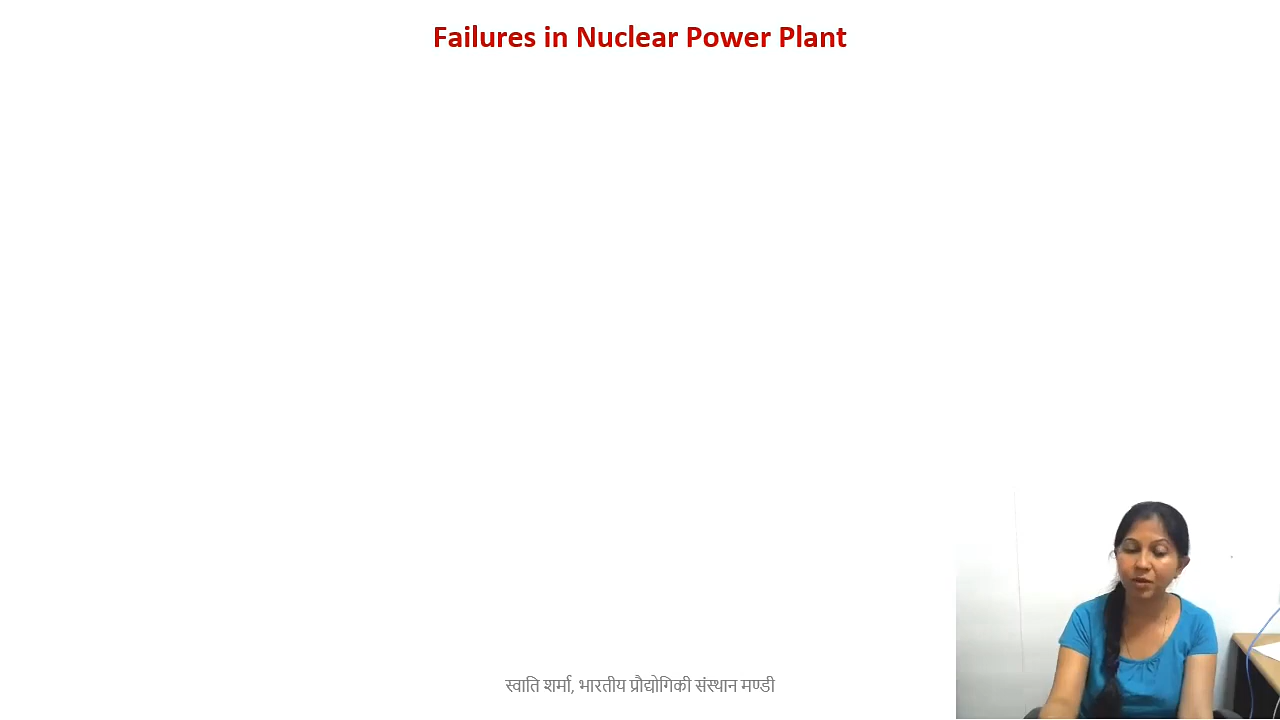 Failures in Nuclear Power Plant
स्वाति शर्मा, भारतीय प्रौद्योगिकी संस्थान मण्डी